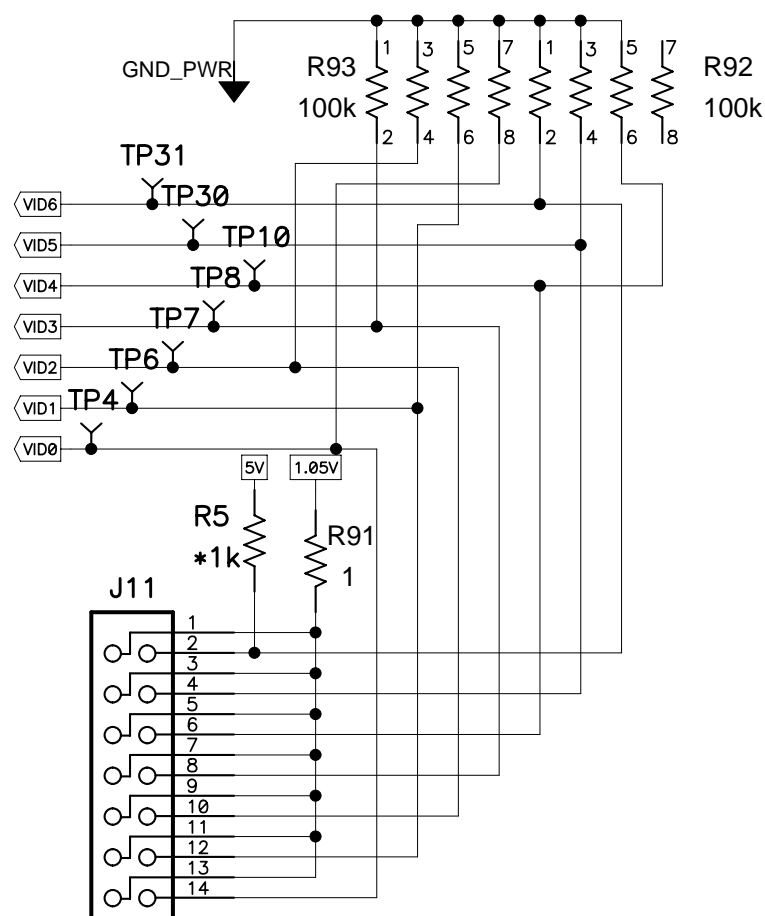 1 3 5 7 1 3 5 7
GND_PWR R93 R92
100k 100k
2 4 6 8 2 4 6 8
TP31
VID6 TP30
VID5 TP10
VID4 TP8
VID3 TP7
VID2 TP6
VID1 TP4
VID0
5V 1.05V
R5 R91
*1k 1
J11
1
2
3
4
5
6
7
8
9
10
11
12
13
14